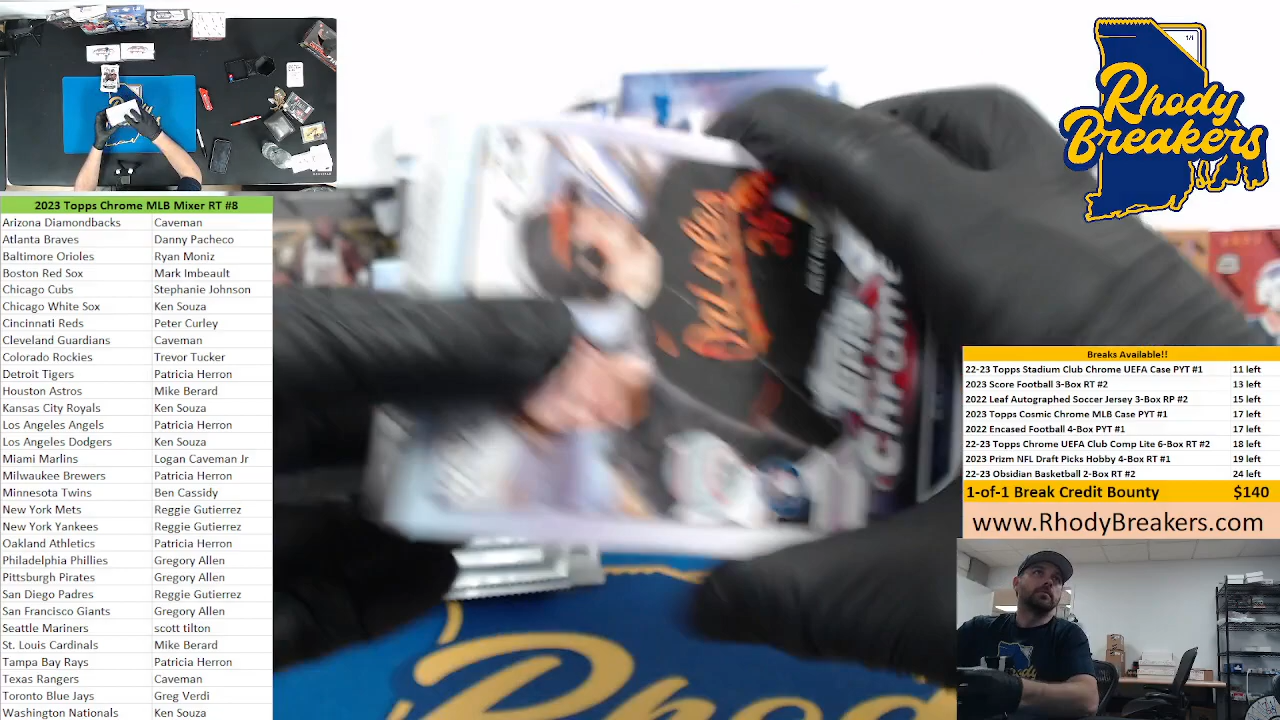 2023 Topps Chrome MLB Mixer RT #8
Arizona Diamondbacks Caveman
Atlanta Braves Danny Pacheco
Baltimore Orioles Ryan Moniz
Boston Red Sox Mark Imbeault
Chicago Cubs Stephanie Johnson
Chicago White Sox Ken Souza
Cincinnati Reds Peter Curley
Cleveland Guardians Caveman
Colorado Rockies Trevor Tucker
Detroit Tigers Patricia Herron
Houston Astros Mike Berard
Kansas City Royals Ken Souza
Los Angeles Angels Patricia Herron
Los Angeles Dodgers Ken Souza
Miami Marlins Logan Caveman Jr
Milwaukee Brewers Patricia Herron
Minnesota Twins Ben Cassidy
New York Mets Reggie Gutierrez
New York Yankees Reggie Gutierrez
Oakland Athletics Patricia Herron
Philadelphia Phillies Gregory Allen
Pittsburgh Pirates Gregory Allen
San Diego Padres Reggie Gutierrez
San Francisco Giants Gregory Allen
Seattle Mariners scott tilton
St. Louis Cardinals Mike Berard
Tampa Bay Rays Patricia Herron
Texas Rangers Caveman
Toronto Blue Jays Greg Verdi
Washington Nationals Ken Souza
Topps
CHROME
Rhody
1/1
Rhody
Breakers
Breaks Available!!
22-23 Topps Stadium Club Chrome UEFA Case PYT #1 11 left
2023 Score Football 3-Box RT #2 13 left
2022 Leaf Autographed Soccer Jersey 3-Box RP #2 15 left
2023 Topps Cosmic Chrome MLB Case PYT #1 17 left
2022 Encased Football 4-Box PYT #1 17 left
22-23 Topps Chrome UEFA Club Comp Lite 6-Box RT #2 18 left
2023 Prizm NFL Draft Picks Hobby 4-Box RT #1 19 left
22-23 Obsidian Basketball 2-Box RT #2 24 left
1-of-1 Break Credit Bounty $140
www.RhodyBreakers.com